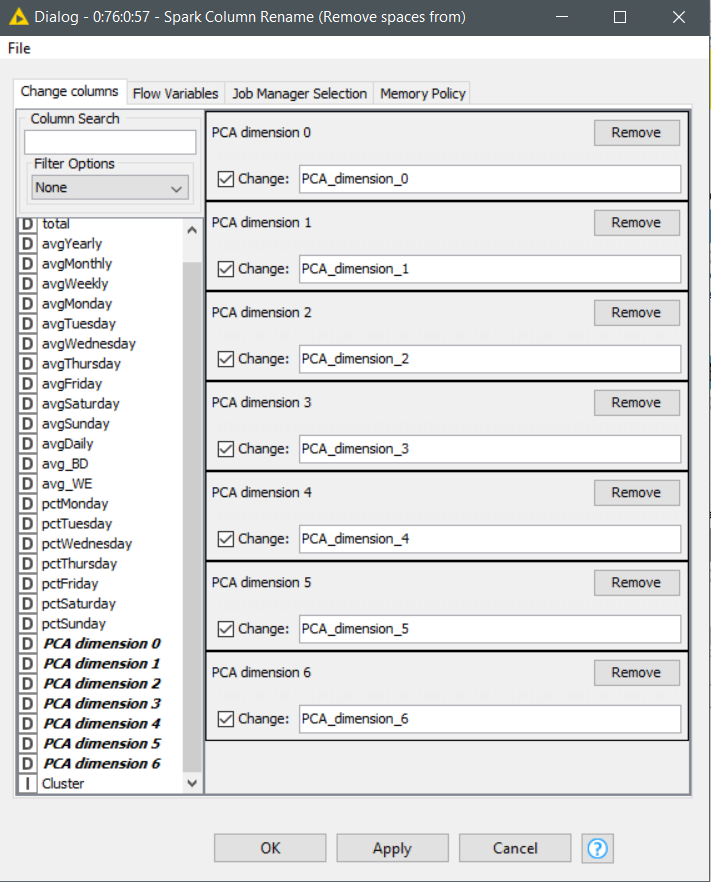 Dialog - 0:76:0:57 - Spark Column Rename (Remove spaces from)
File
Change columns Flow Variables Job Manager Selection Memory Policy
Column Search
Filter Options
None
D total
D avgYearly
D avgMonthly
D avgWeekly
D avgMonday
D avgTuesday
D avgWednesday
D avgThursday
D avgFriday
D avgSaturday
D avgSunday
D avgDaily
D avg_BD
D avg_WE
D pctMonday
D pctTuesday
D pctWednesday
D pctThursday
D pctFriday
D pctSaturday
D pctSunday
D PCA dimension 0
D PCA dimension 1
D PCA dimension 2
D PCA dimension 3
D PCA dimension 4
D PCA dimension 5
D PCA dimension 6
I Cluster
PCA dimension 0 Remove
Change: PCA_dimension_0
PCA dimension 1 Remove
Change: PCA_dimension_1
PCA dimension 2 Remove
Change: PCA_dimension_2
PCA dimension 3 Remove
Change: PCA_dimension_3
PCA dimension 4 Remove
Change: PCA_dimension_4
PCA dimension 5 Remove
Change: PCA_dimension_5
PCA dimension 6 Remove
Change: PCA_dimension_6
OK Apply Cancel ?